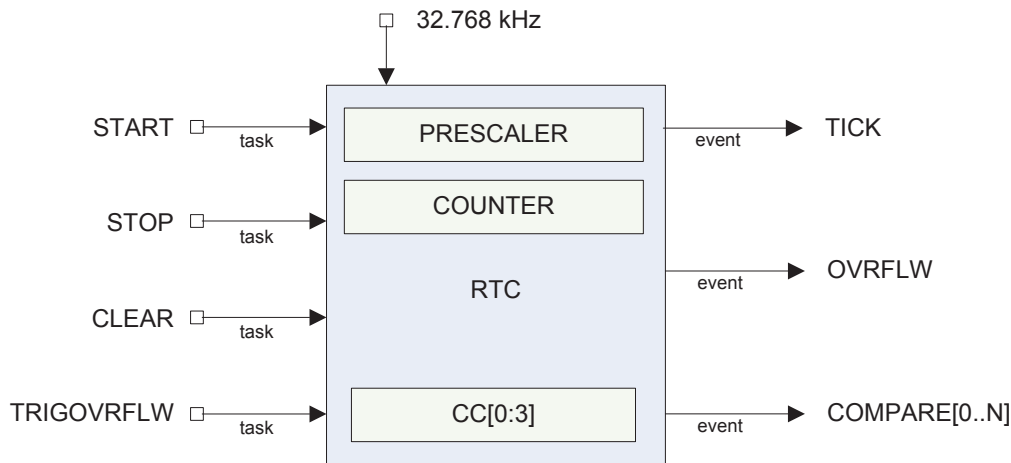 32.768 kHz
START
task
PRESCALER
event
TICK
STOP
task
COUNTER
event
OVRFLW
RTC
CLEAR
task
TRIGOVRFLW
task
CC[0:3]
event
COMPARE[0..N]